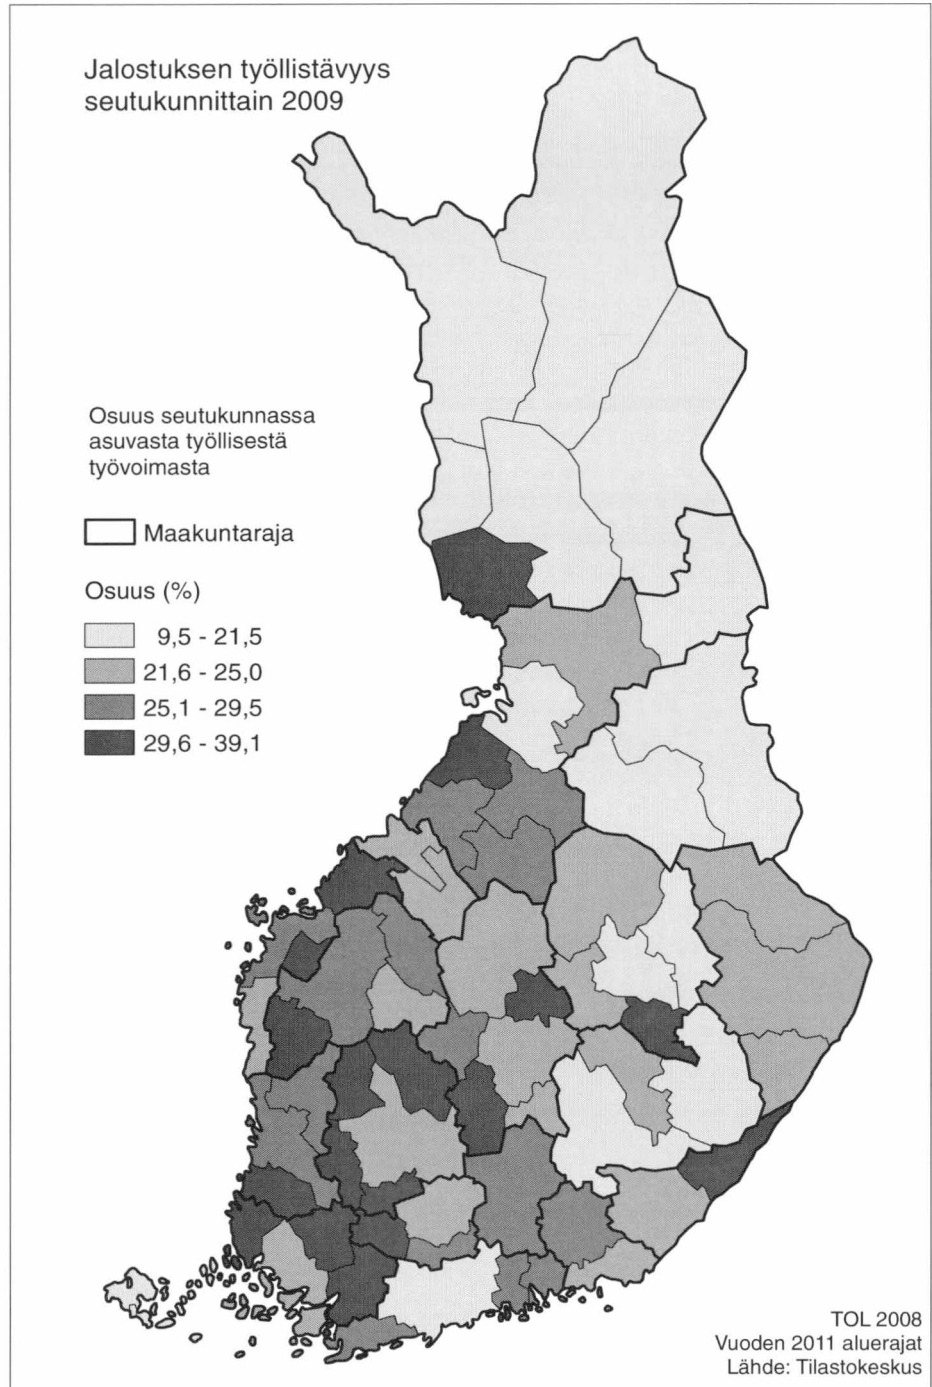 Jalostuksen työllistävyys
seutukunnittain 2009
Osuus seutukunnassa
asuvasta työllisestä
työvoimasta
Maakuntaraja
Osuus (%)
9,5 - 21,5
21,6 - 25,0
25,1 - 29,5
29,6 - 39,1
TOL 2008
Vuoden 2011 aluerajat
Lähde: Tilastokeskus